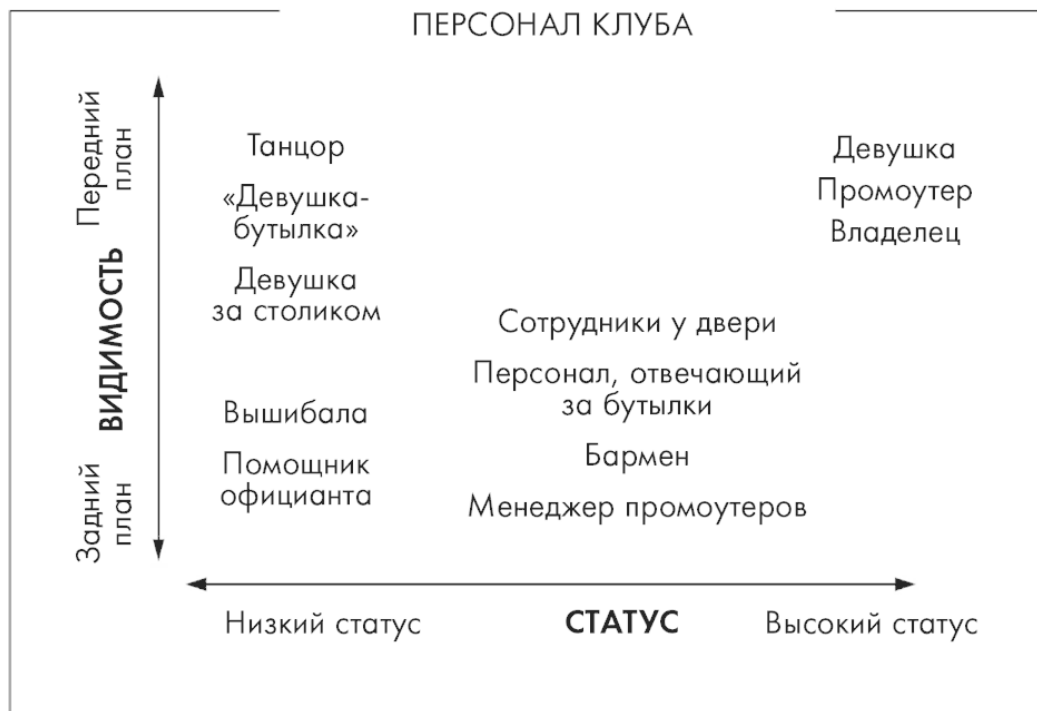 ПЕРСОНАЛ КЛУБА
Передний
план
ВИДИМОСТЬ
Задний
план
Танцор
«Девушка-
бутылка»
Девушка
за столиком
Вышибала
Помощник
официанта
Сотрудники у двери
Персонал, отвечающий
за бутылки
Бармен
Менеджер промоутеров
Девушка
Промоутер
Владелец
Низкий статус
СТАТУС
Высокий статус